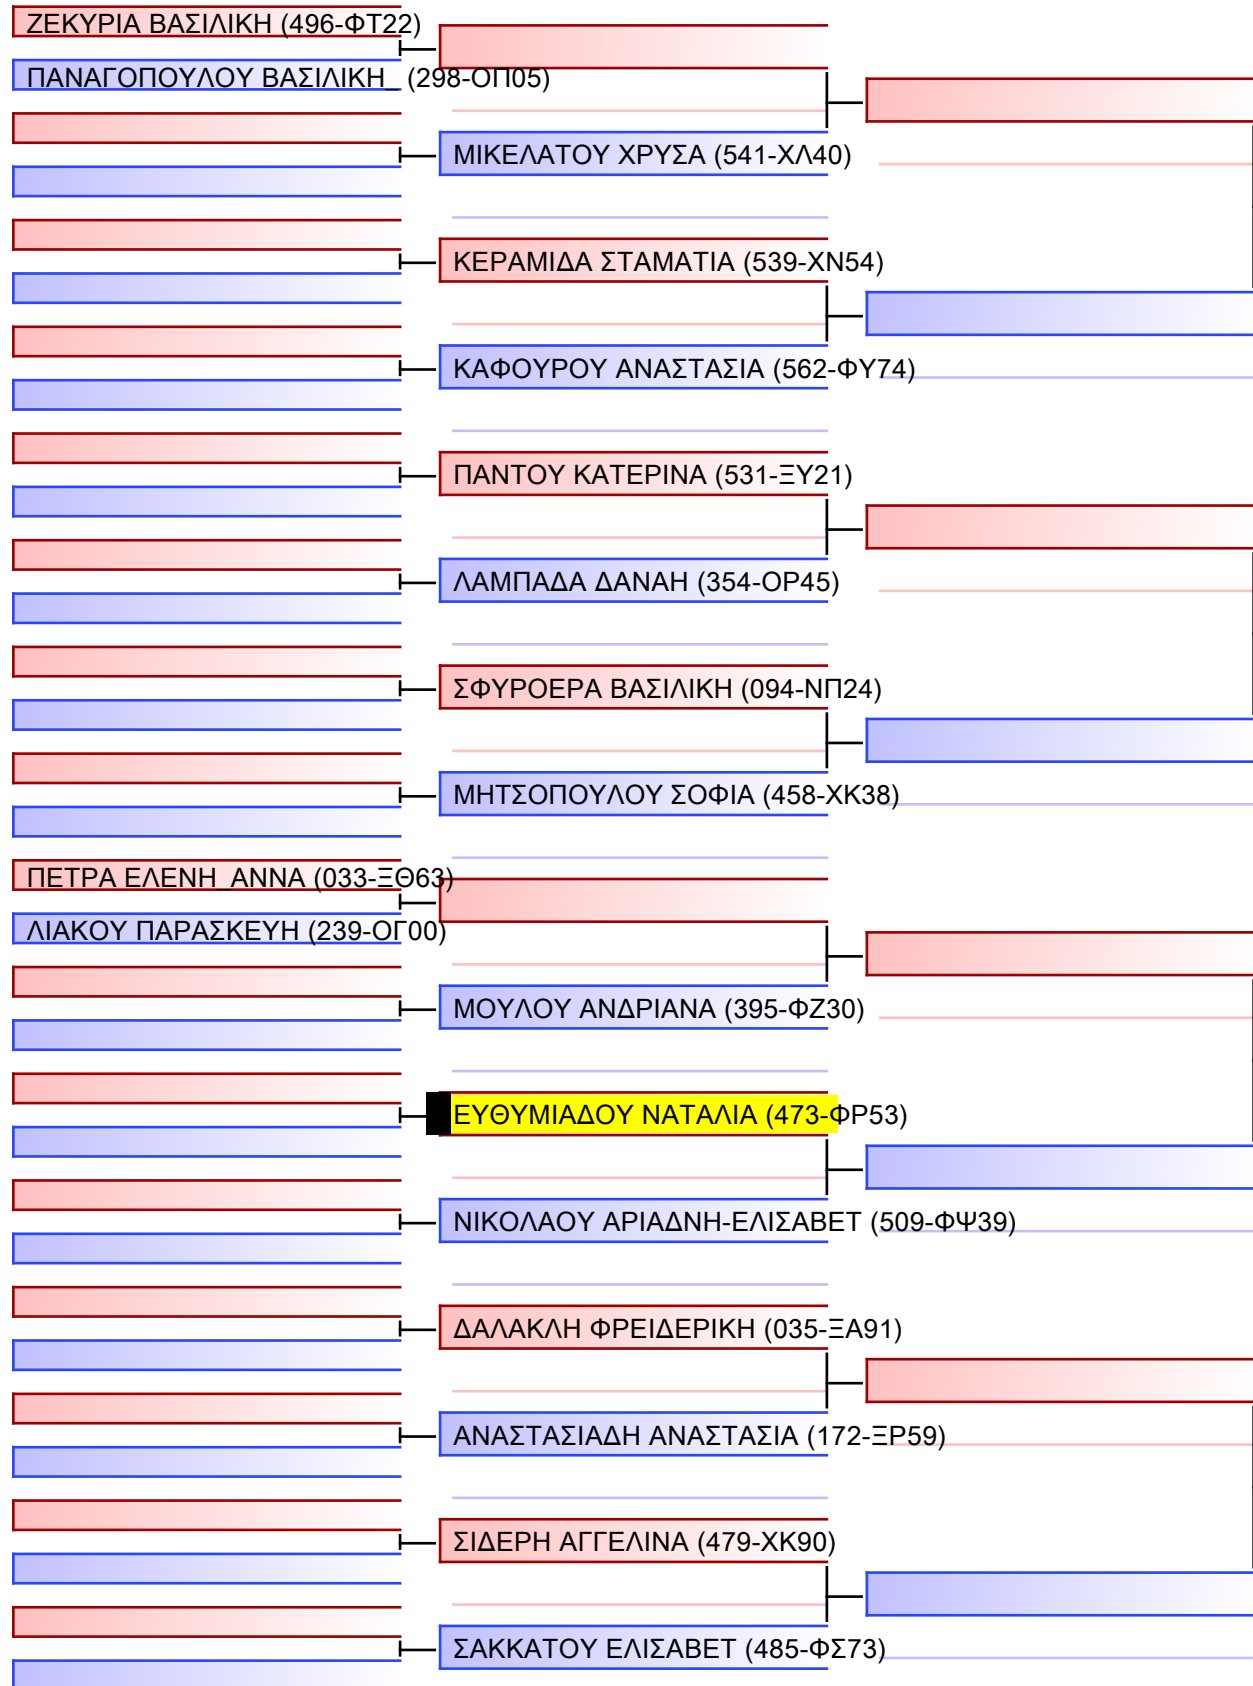 ΖΕΚΥΡΙΑ ΒΑΣΙΛΙΚΗ (496-ΦΤ22)
ΠΑΝΑΓΟΠΟΥΛΟΥ ΒΑΣΙΛΙΚΗ_ (298-ΟΠ05)
ΜΙΚΕΛΑΤΟΥ ΧΡΥΣΑ (541-ΧΛ40)
ΚΕΡΑΜΙΔΑ ΣΤΑΜΑΤΙΑ (539-ΧΝ54)
ΚΑΦΟΥΡΟΥ ΑΝΑΣΤΑΣΙΑ (562-ΦΥ74)
ΠΑΝΤΟΥ ΚΑΤΕΡΙΝΑ (531-ΞΥ21)
ΛΑΜΠΑΔΑ ΔΑΝΑΗ (354-ΟΡ45)
ΣΦΥΡΟΕΡΑ ΒΑΣΙΛΙΚΗ (094-ΝΠ24)
ΜΗΤΣΟΠΟΥΛΟΥ ΣΟΦΙΑ (458-ΧΚ38)
ΠΕΤΡΑ ΕΛΕΝΗ_ΑΝΝΑ (033-ΞΘ63)
ΛΙΑΚΟΥ ΠΑΡΑΣΚΕΥΗ (239-ΟΓ00)
ΜΟΥΛΟΥ ΑΝΔΡΙΑΝΑ (395-ΦΖ30)
ΕΥΘΥΜΙΑΔΟΥ ΝΑΤΑΛΙΑ (473-ΦΡ53)
ΝΙΚΟΛΑΟΥ ΑΡΙΑΔΝΗ-ΕΛΙΣΑΒΕΤ (509-ΦΨ39)
ΔΑΛΑΚΛΗ ΦΡΕΙΔΕΡΙΚΗ (035-ΞΑ91)
ΑΝΑΣΤΑΣΙΑΔΗ ΑΝΑΣΤΑΣΙΑ (172-ΞΡ59)
ΣΙΔΕΡΗ ΑΓΓΕΛΙΝΑ (479-ΧΚ90)
ΣΑΚΚΑΤΟΥ ΕΛΙΣΑΒΕΤ (485-ΦΣ73)